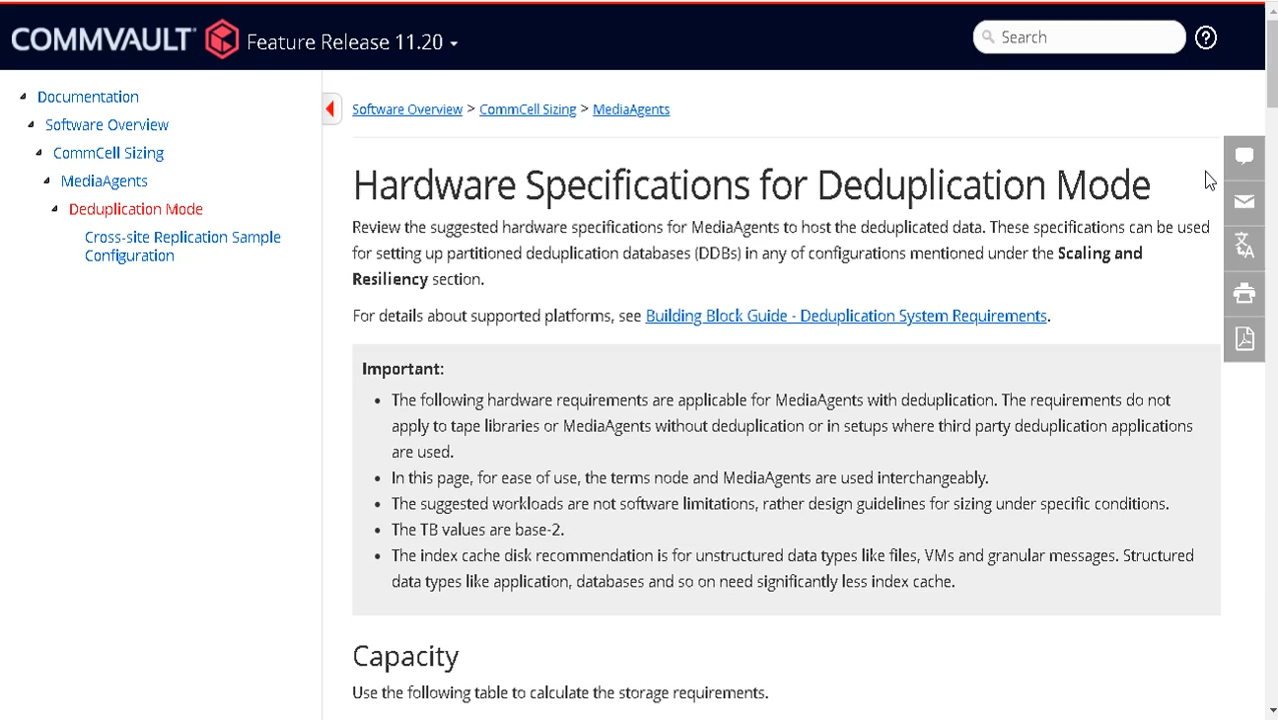 COMMVAULT Feature Release 11.20
Search
Documentation
Software Overview
CommCell Sizing
MediaAgents
Deduplication Mode
Cross-site Replication Sample
Configuration
Software Overview > CommCell Sizing > MediaAgents
Hardware Specifications for Deduplication Mode
Review the suggested hardware specifications for MediaAgents to host the deduplicated data. These specifications can be used
for setting up partitioned deduplication databases (DDBs) in any of configurations mentioned under the Scaling and
Resiliency section.
For details about supported platforms, see Building Block Guide - Deduplication System Requirements.
Important:
• The following hardware requirements are applicable for MediaAgents with deduplication. The requirements do not
apply to tape libraries or MediaAgents without deduplication or in setups where third party deduplication applications
are used.
• In this page, for ease of use, the terms node and MediaAgents are used interchangeably.
• The suggested workloads are not software limitations, rather design guidelines for sizing under specific conditions.
• The TB values are base-2.
• The index cache disk recommendation is for unstructured data types like files, VMs and granular messages. Structured
data types like application, databases and so on need significantly less index cache.
Capacity
Use the following table to calculate the storage requirements.